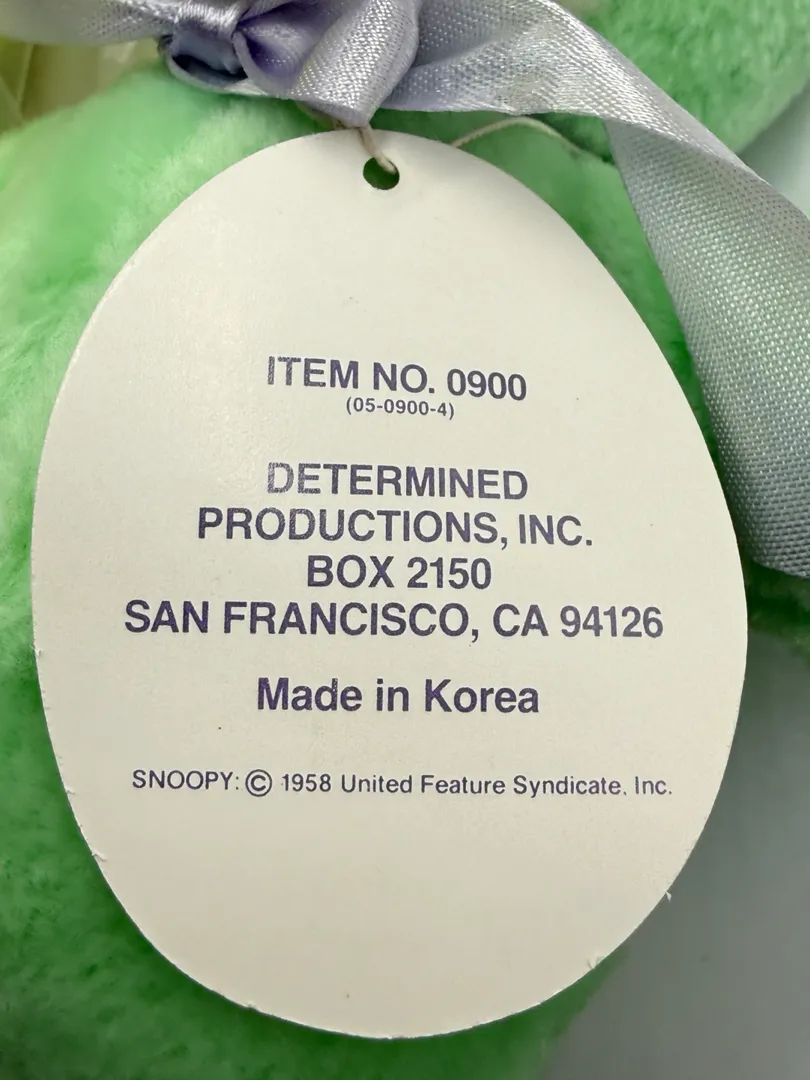 ITEM NO. 0900
(05-0900-4)
DETERMINED
PRODUCTIONS, INC.
BOX 2150
SAN FRANCISCO, CA 94126
Made in Korea
SNOOPY: © 1958 United Feature Syndicate, Inc.